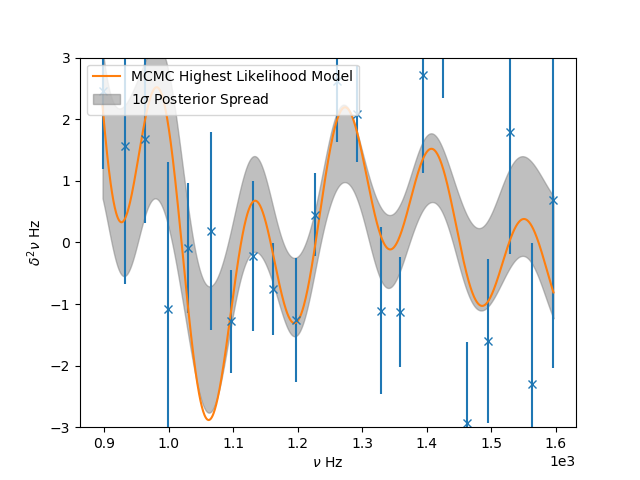 MCMC Highest Likelihood Model
1σ Posterior Spread
3
2
1
0
−1
−2
−3
δ²ν Hz
0.9 1.0 1.1 1.2 1.3 1.4 1.5 1.6
1e3
ν Hz